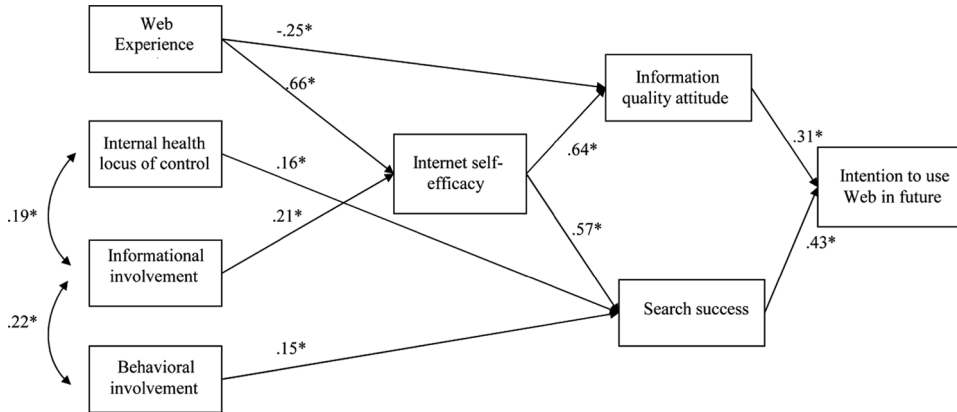 Web
Experience
-.25*
.66*
Information
quality attitude
Internal health
locus of control
.16*
Internet self-
efficacy
.64*
.31*
Intention to use
Web in future
.19*
.21*
Informational
involvement
.57*
.43*
Search success
.22*
.15*
Behavioral
involvement